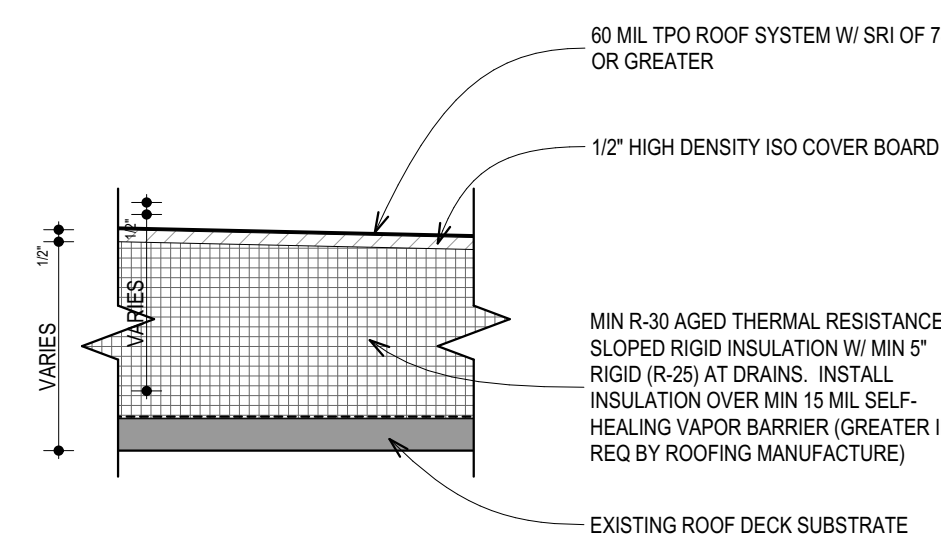 60 MIL TPO ROOF SYSTEM W/ SRI OF 7
OR GREATER
1/2" HIGH DENSITY ISO COVER BOARD
1/2"
VARIES
1/2"
VARIES
MIN R-30 AGED THERMAL RESISTANCE
SLOPED RIGID INSULATION W/ MIN 5"
RIGID (R-25) AT DRAINS. INSTALL
INSULATION OVER MIN 15 MIL SELF-
HEALING VAPOR BARRIER (GREATER I
REQ BY ROOFING MANUFACTURE)
EXISTING ROOF DECK SUBSTRATE